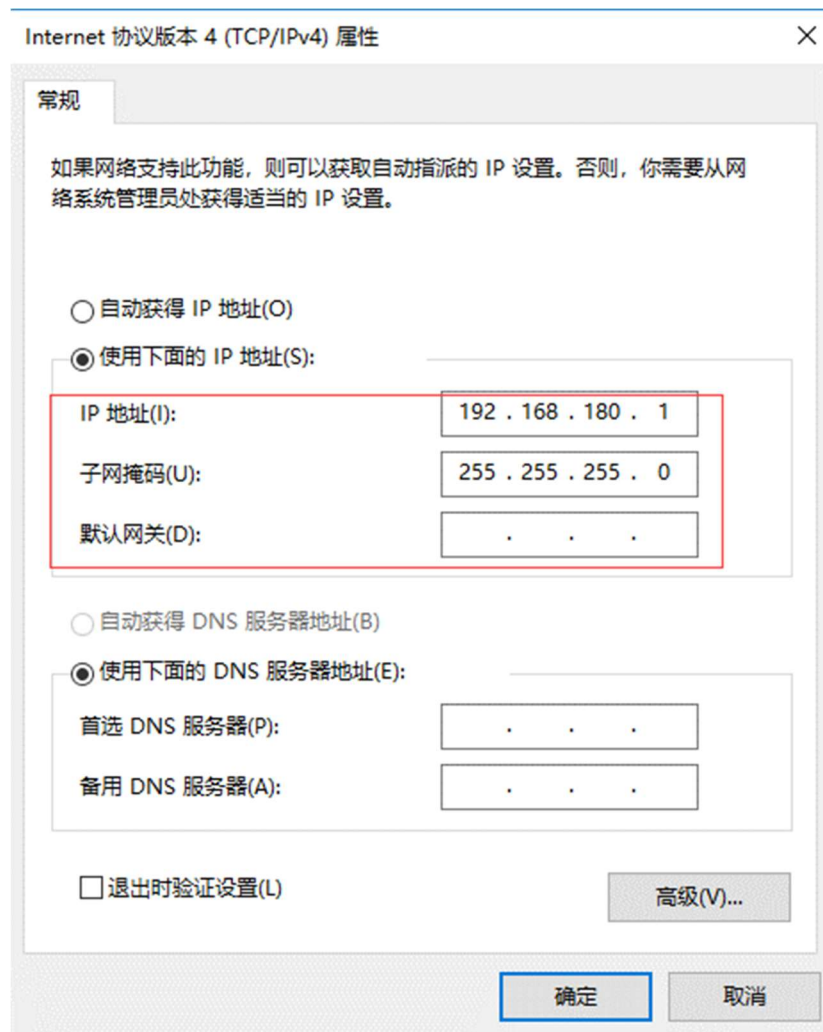 Internet 协议版本 4 (TCP/IPv4) 属性
常规
如果网络支持此功能，则可以获取自动指派的 IP 设置。否则，你需要从网
络系统管理员处获得适当的 IP 设置。
自动获得 IP 地址(O)
使用下面的 IP 地址(S):
IP 地址(I): 192 . 168 . 180 . 1
子网掩码(U): 255 . 255 . 255 . 0
默认网关(D): . . .
自动获得 DNS 服务器地址(B)
使用下面的 DNS 服务器地址(E):
首选 DNS 服务器(P): . . .
备用 DNS 服务器(A): . . .
退出时验证设置(L)
高级(V)...
确定 取消